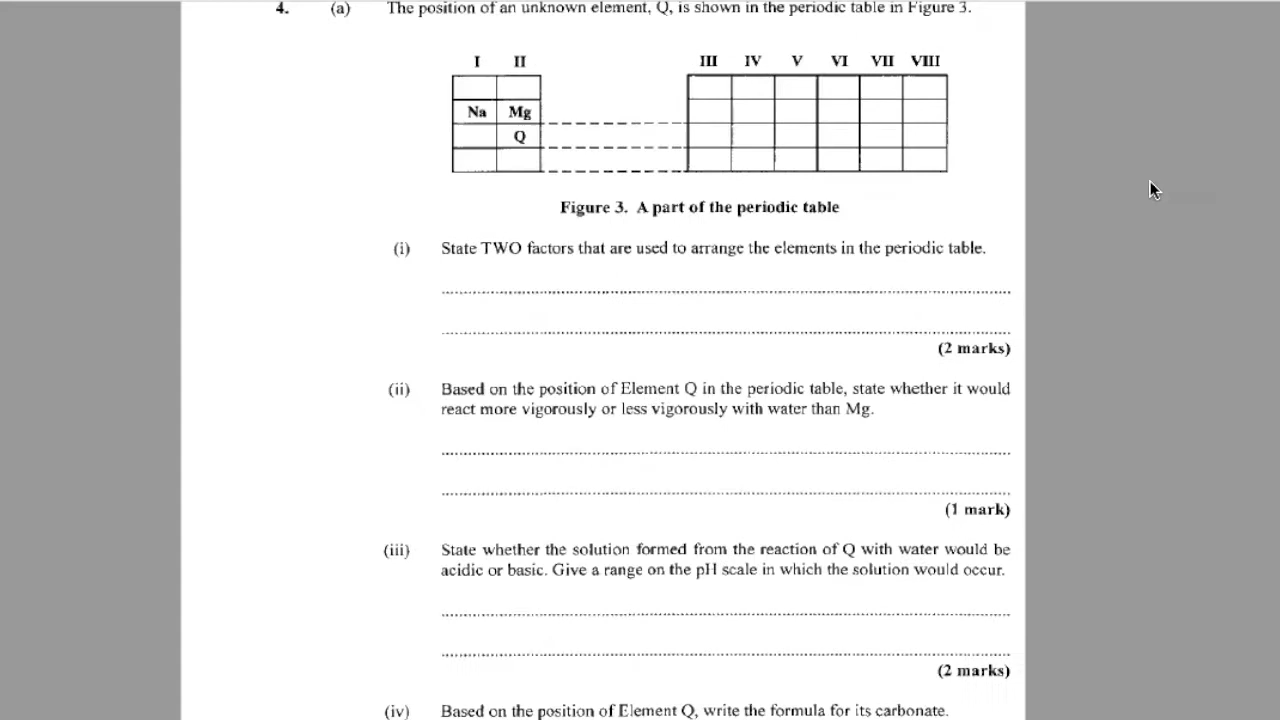 4. (a) The position of an unknown element, Q, is shown in the periodic table in Figure 3.
I II III IV V VI VII VIII
Na Mg
Q
Figure 3. A part of the periodic table
(i) State TWO factors that are used to arrange the elements in the periodic table.
(2 marks)
(ii) Based on the position of Element Q in the periodic table, state whether it would
react more vigorously or less vigorously with water than Mg.
(1 mark)
(iii) State whether the solution formed from the reaction of Q with water would be
acidic or basic. Give a range on the pH scale in which the solution would occur.
(2 marks)
(iv) Based on the position of Element Q, write the formula for its carbonate.